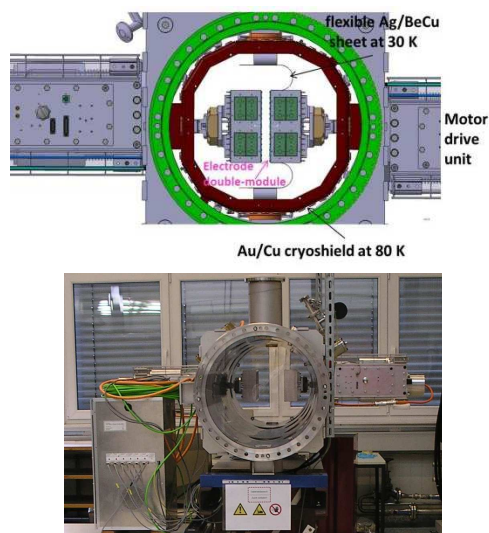 flexible Ag/BeCu
sheet at 30 K
Motor
drive
unit
Electrode
double-module
Au/Cu cryoshield at 80 K